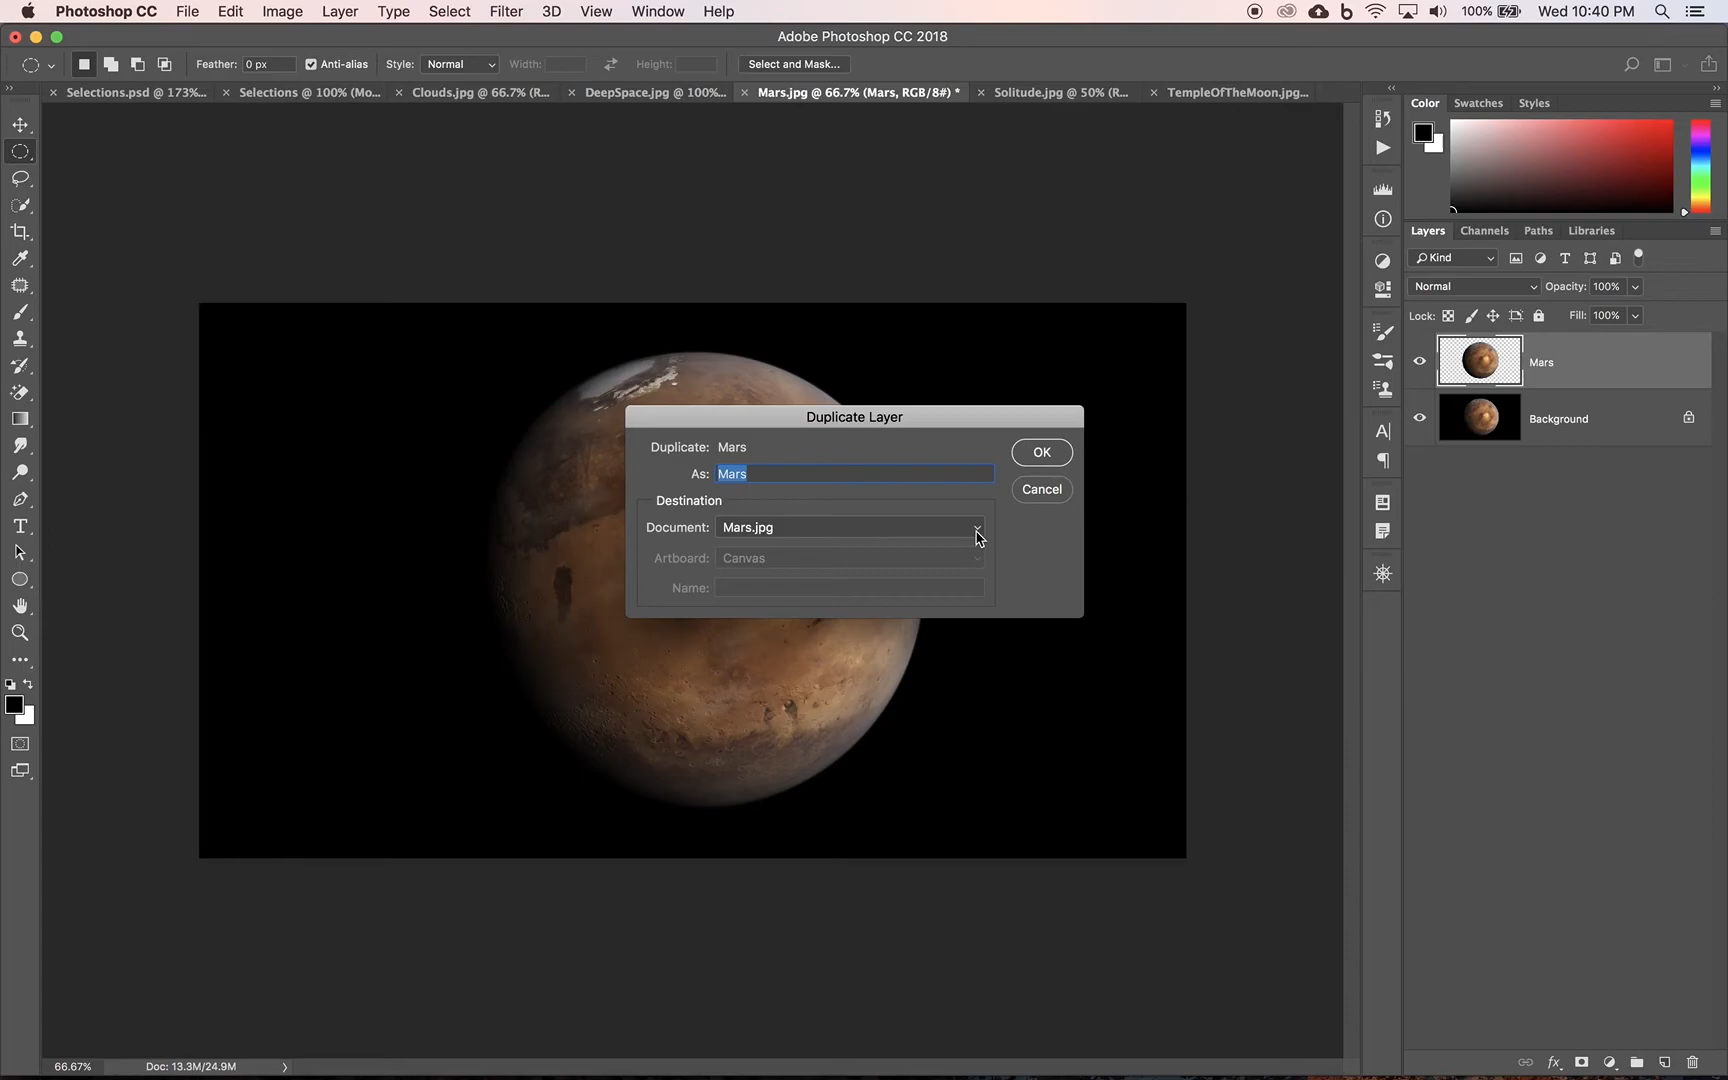 Photoshop CC File Edit Image Layer Type Select Filter 3D View Window Help 100% Wed 10:40 PM
Adobe Photoshop CC 2018
Feather: 0 px Anti-alias Style: Normal Width: Height: Select and Mask...
Selections.psd @ 173%... Selections @ 100% (Mo... Clouds.jpg @ 66.7% (R... DeepSpace.jpg @ 100%... Mars.jpg @ 66.7% (Mars, RGB/8#) * Solitude.jpg @ 50% (R... TempleOfTheMoon.jpg...
Color Swatches Styles
Layers Channels Paths Libraries
Kind
Normal Opacity: 100%
Lock: Fill: 100%
Mars
Background
Duplicate Layer
Duplicate: Mars
As: Mars
OK
Cancel
Destination
Document: Mars.jpg
Artboard: Canvas
Name:
66.67% Doc: 13.3M/24.9M